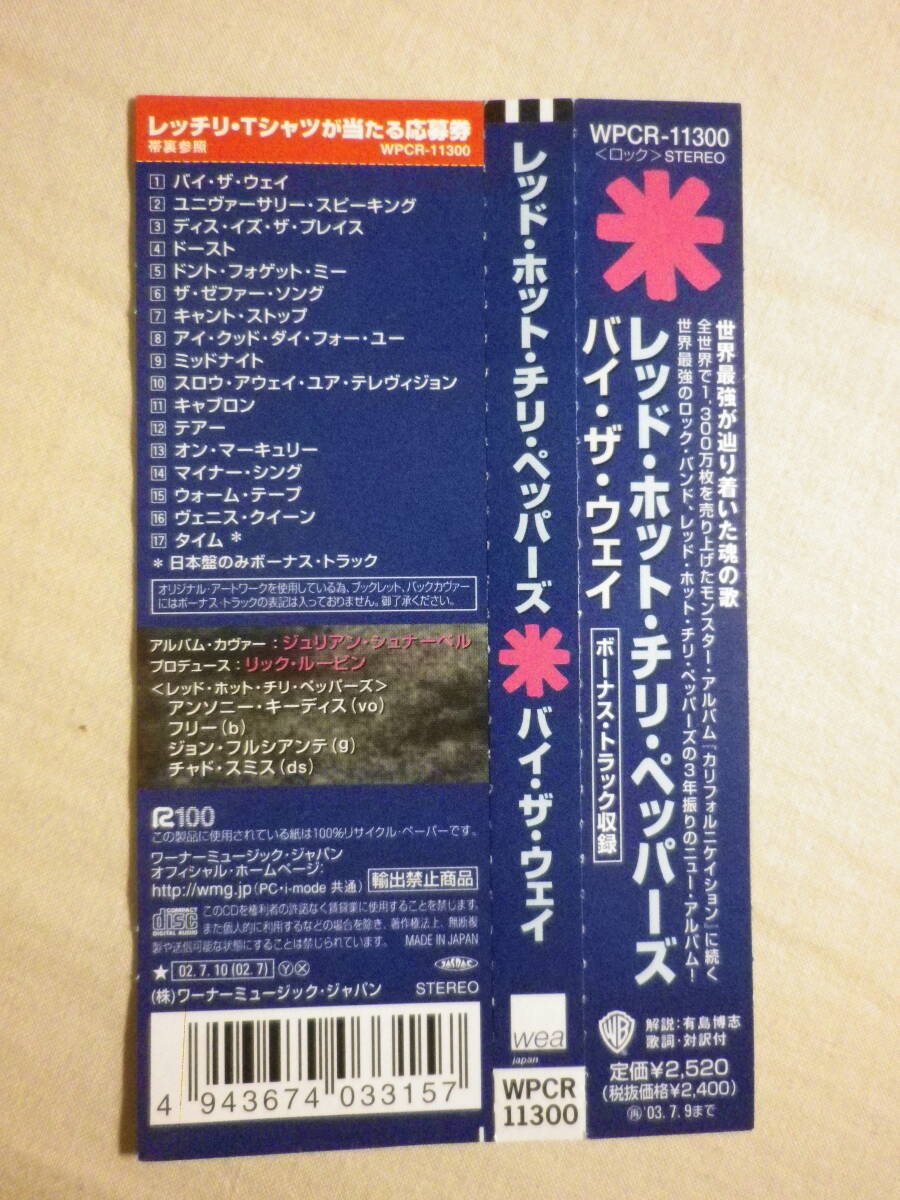 レッチリ・Tシャツが当たる応募券
帯裏参照
WPCR-11300
1 バイ・ザ・ウェイ
2 ユニヴァーサリー・スピーキング
3 ディス・イズ・ザ・プレイス
4 ドースト
5 ドント・フォゲット・ミー
6 ザ・ゼファー・ソング
7 キャント・ストップ
8 アイ・クッド・ダイ・フォー・ユー
9 ミッドナイト
10 スロウ・アウェイ・ユア・テレヴィジョン
11 キャブロン
12 テアー
13 オン・マーキュリー
14 マイナー・シング
15 ウォーム・テープ
16 ヴェニス・クイーン
17 タイム *
* 日本盤のみボーナス・トラック
オリジナル・アートワークを使用している為、ブックレット、バックカヴァー
にはボーナス・トラックの表記は入っておりません。御了承ください。
アルバム・カヴァー：ジュリアン・シュナーベル
プロデュース：リック・ルービン
<レッド・ホット・チリ・ペッパーズ>
アンソニー・キーディス(vo)
フリー(b)
ジョン・フルシアンテ(g)
チャド・スミス(ds)
R100
この製品に使用されている紙は100%リサイクル・ペーパーです。
ワーナーミュージック・ジャパン
オフィシャル・ホームページ:
http://wmg.jp(PC・i-mode 共通)
輸出禁止商品
COMPACT disc DIGITAL AUDIO
このCDを権利者の許諾なく賃貸業に使用することを禁じます。
また個人的に利用するなどの場合を除き、著作権法上、無断複
製や送信可能な状態にすることは禁じられています。
MADE IN JAPAN
★ 02.7.10(02.7) Ⓨ Ⓧ
JASRAC
(株)ワーナーミュージック・ジャパン
STEREO
4 943674 033157
レッド・ホット・チリ・ペッパーズ
バイ・ザ・ウェイ
wea
japan
WPCR
11300
WPCR-11300
<ロック> STEREO
世界最強が辿り着いた魂の歌
全世界で1,300万枚を売り上げたモンスター・アルバム『カリフォルニケイション』に続く
世界最強のロック・バンド、レッド・ホット・チリ・ペッパーズの3年振りのニュー・アルバム!
レッド・ホット・チリ・ペッパーズ
バイ・ザ・ウェイ
ボーナス・トラック収録
WB
解説：有島博志
歌詞・対訳付
定価¥2,520
(税抜価格¥2,400)
�
'03.7.9まで